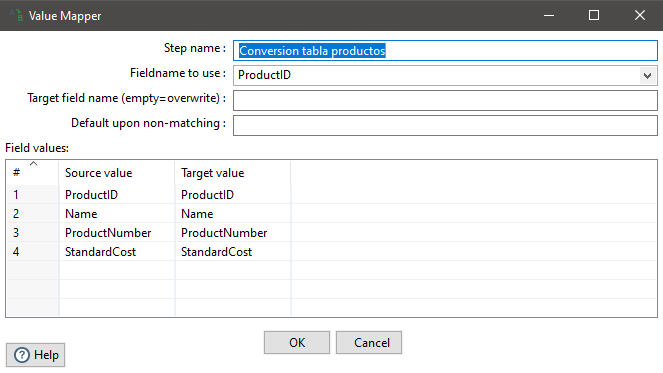 Value Mapper
Step name : Conversion tabla productos
Fieldname to use : ProductID
Target field name (empty=overwrite) :
Default upon non-matching :
Field values:
# Source value Target value
1 ProductID ProductID
2 Name Name
3 ProductNumber ProductNumber
4 StandardCost StandardCost
OK Cancel
? Help